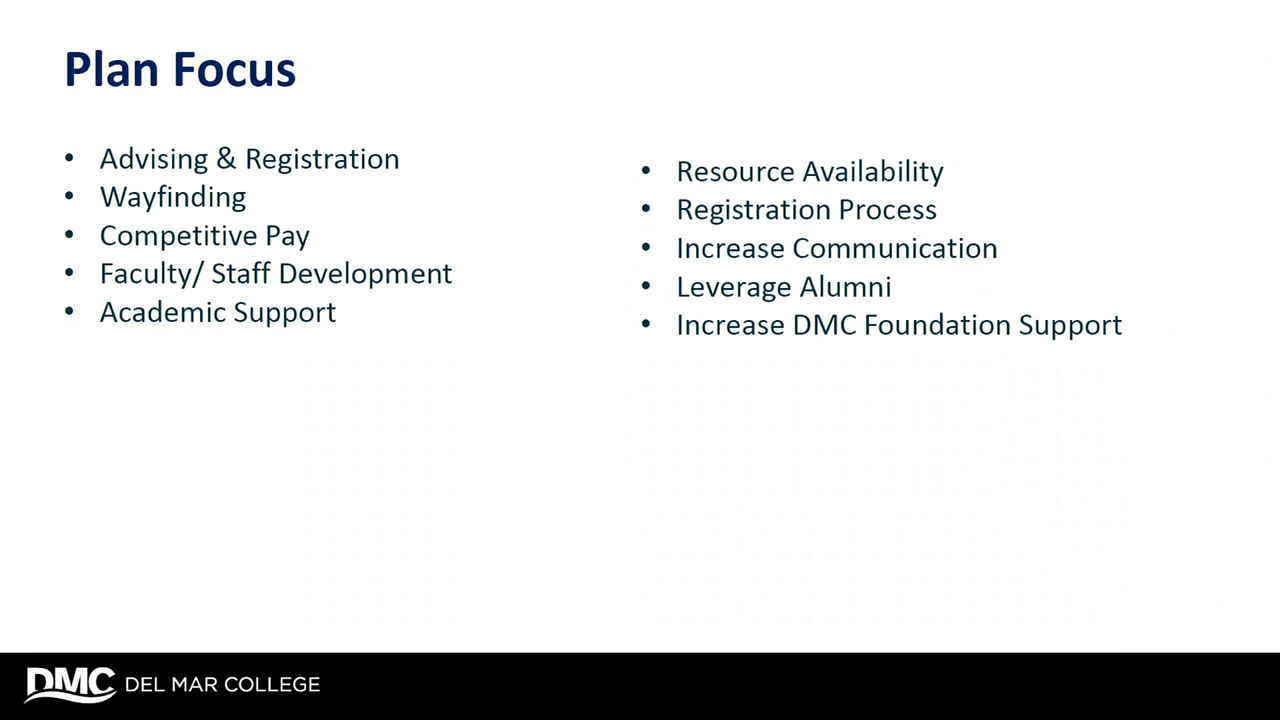 Plan Focus
• Advising & Registration
• Wayfinding
• Competitive Pay
• Faculty/ Staff Development
• Academic Support
• Resource Availability
• Registration Process
• Increase Communication
• Leverage Alumni
• Increase DMC Foundation Support
DMC DEL MAR COLLEGE